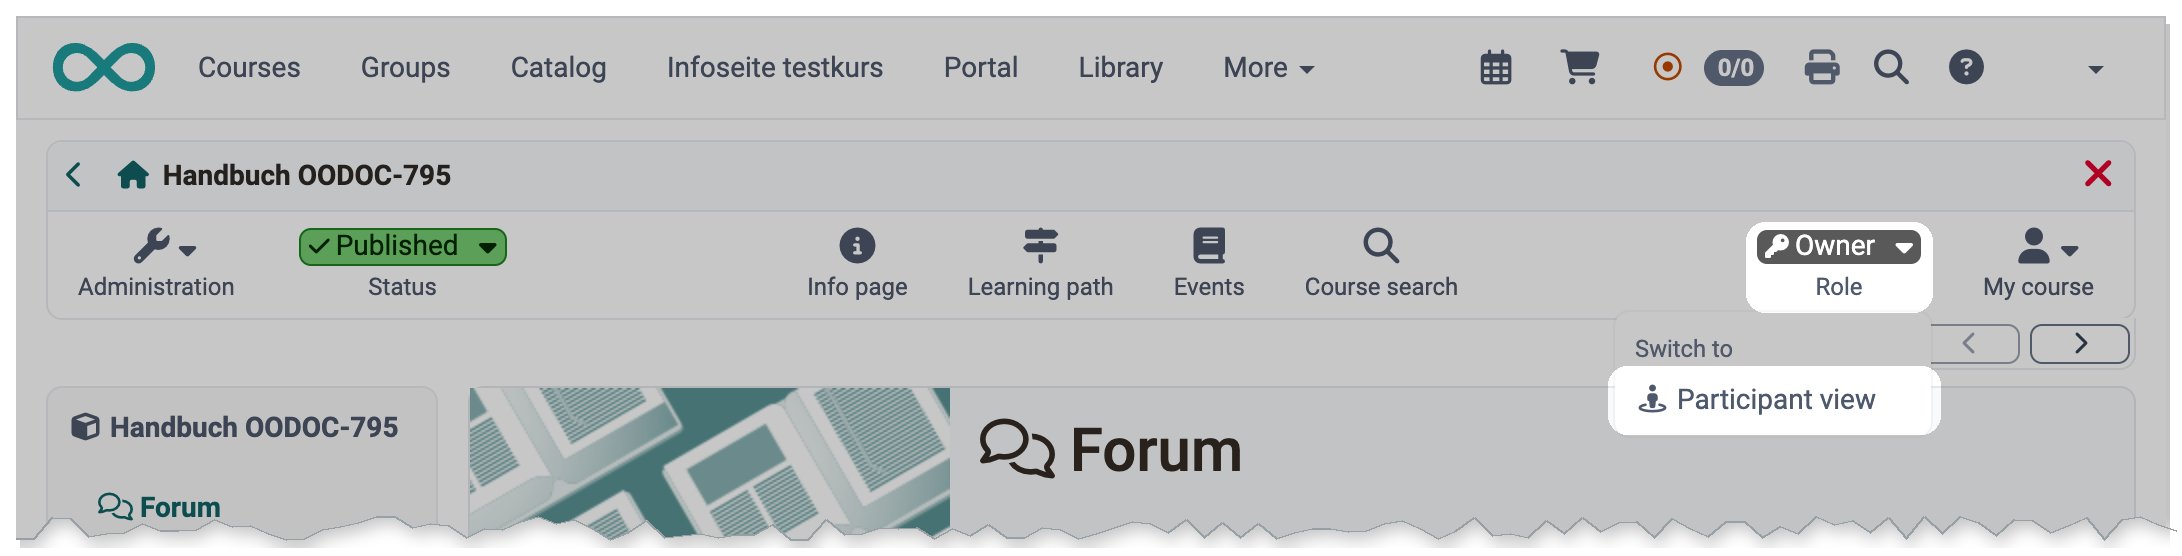 Courses Groups Catalog Infoseite testkurs Portal Library More 0/0 ?
Handbuch OODOC-795
Published Owner
Administration Status Info page Learning path Events Course search Role My course
Switch to
Participant view
Handbuch OODOC-795
Forum
Forum